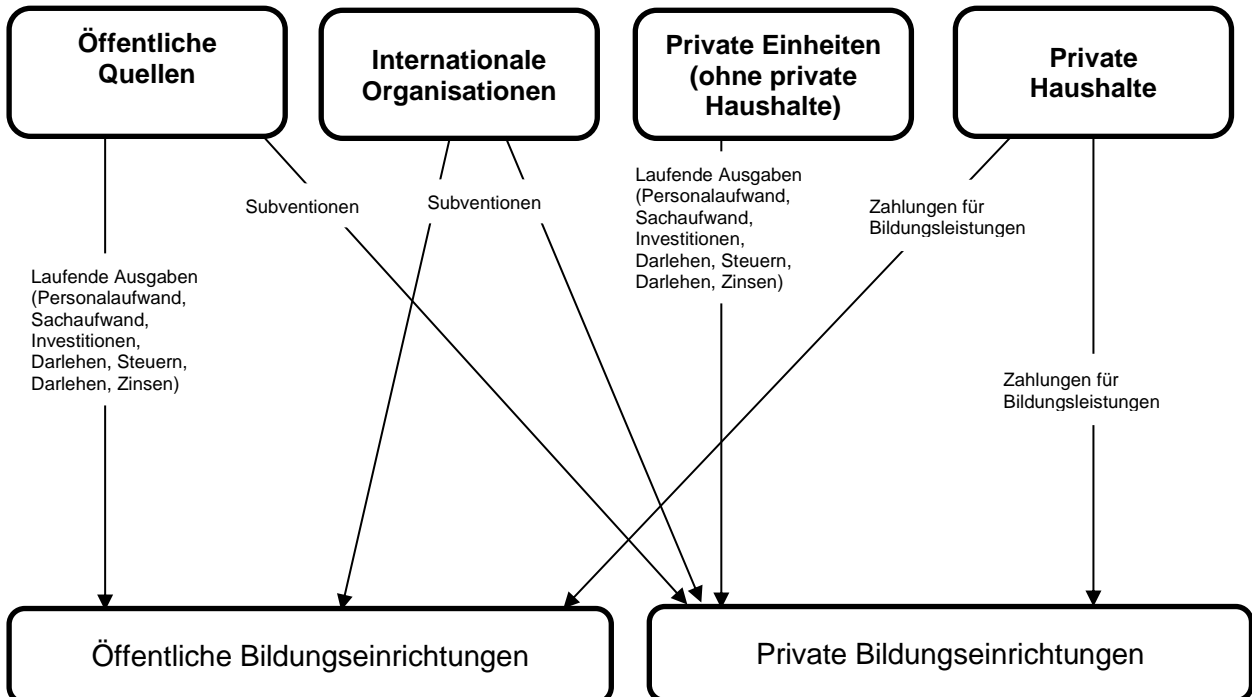 Öffentliche
Quellen
Internationale
Organisationen
Private Einheiten
(ohne private
Haushalte)
Private
Haushalte
Subventionen
Subventionen
Laufende Ausgaben
(Personalaufwand,
Sachaufwand,
Investitionen,
Darlehen, Steuern,
Darlehen, Zinsen)
Zahlungen für
Bildungsleistungen
Laufende Ausgaben
(Personalaufwand,
Sachaufwand,
Investitionen,
Darlehen, Steuern,
Darlehen, Zinsen)
Zahlungen für
Bildungsleistungen
Öffentliche Bildungseinrichtungen
Private Bildungseinrichtungen